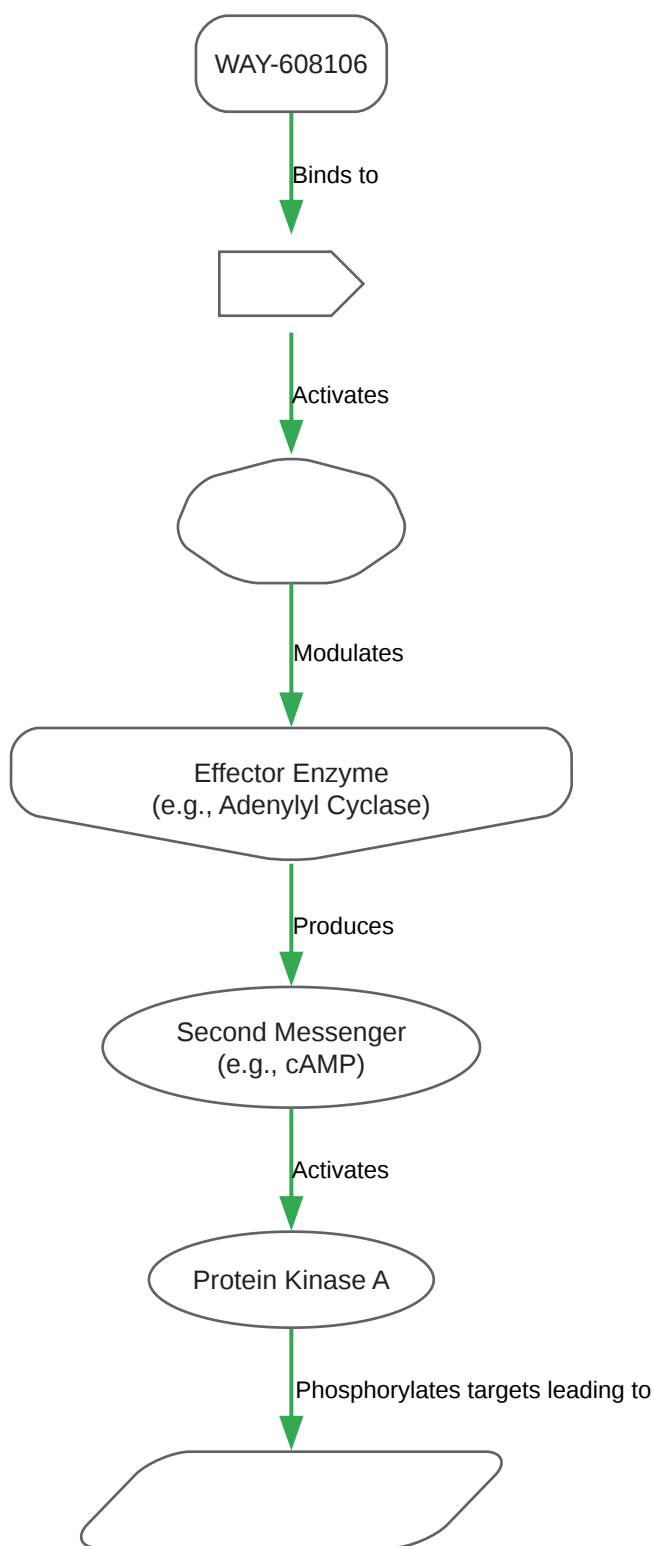 WAY-608106
Binds to
Activates
Modulates
Effector Enzyme
(e.g., Adenylyl Cyclase)
Produces
Second Messenger
(e.g., cAMP)
Activates
Protein Kinase A
Phosphorylates targets leading to